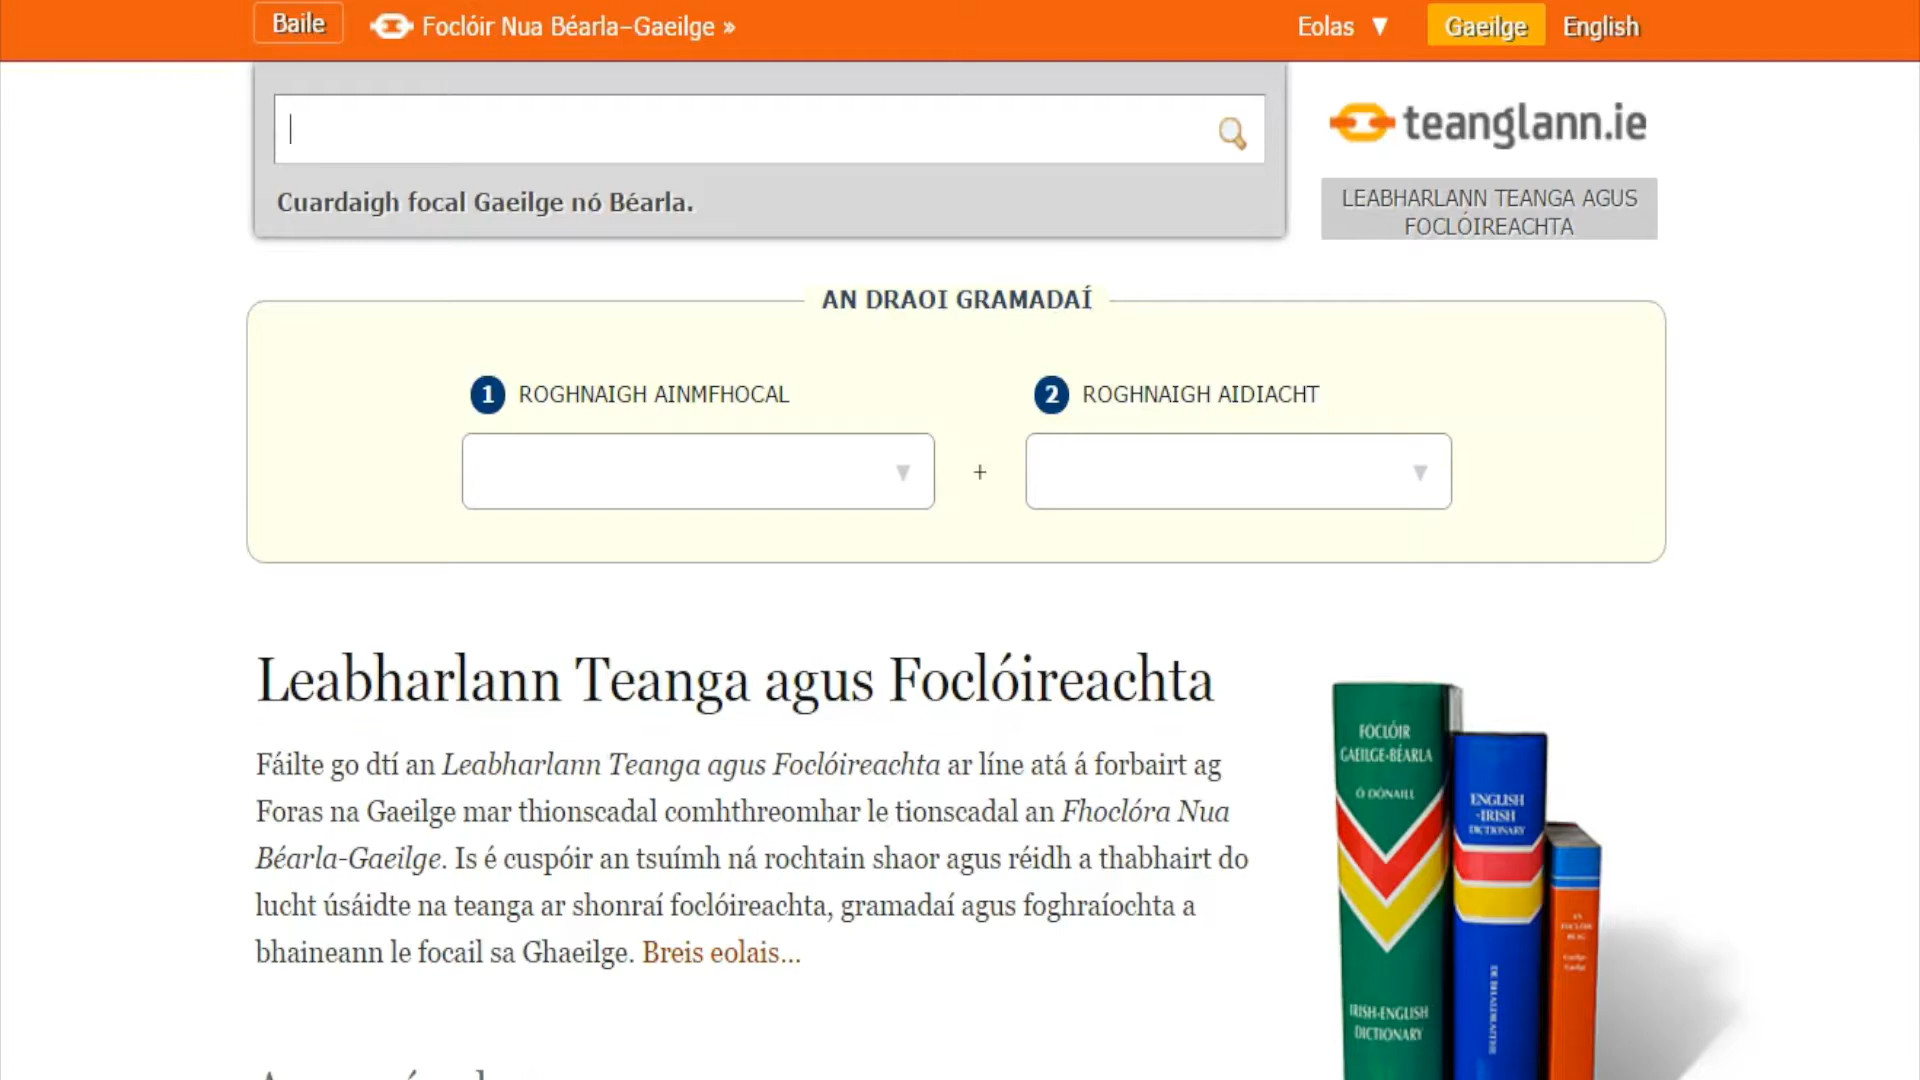 Baile
Foclóir Nua Béarla–Gaeilge »
Eolas ▼
Gaeilge
English
Cuardaigh focal Gaeilge nó Béarla.
teanglann.ie
LEABHARLANN TEANGA AGUS
FOCLÓIREACHTA
AN DRAOI GRAMADAÍ
1 ROGHNAIGH AINMFHOCAL
2 ROGHNAIGH AIDIACHT
+
Leabharlann Teanga agus Foclóireachta
Fáilte go dtí an Leabharlann Teanga agus Foclóireachta ar líne atá á forbairt ag
Foras na Gaeilge mar thionscadal comhthreomhar le tionscadal an Fhoclóra Nua
Béarla-Gaeilge. Is é cuspóir an tsuímh ná rochtain shaor agus réidh a thabhairt do
lucht úsáidte na teanga ar shonraí foclóireachta, gramadaí agus foghraíochta a
bhaineann le focail sa Ghaeilge. Breis eolais...
FOCLÓIR
GAEILGE-BÉARLA
Ó DÓNAILL
IRISH-ENGLISH
DICTIONARY
ENGLISH
-IRISH
DICTIONARY